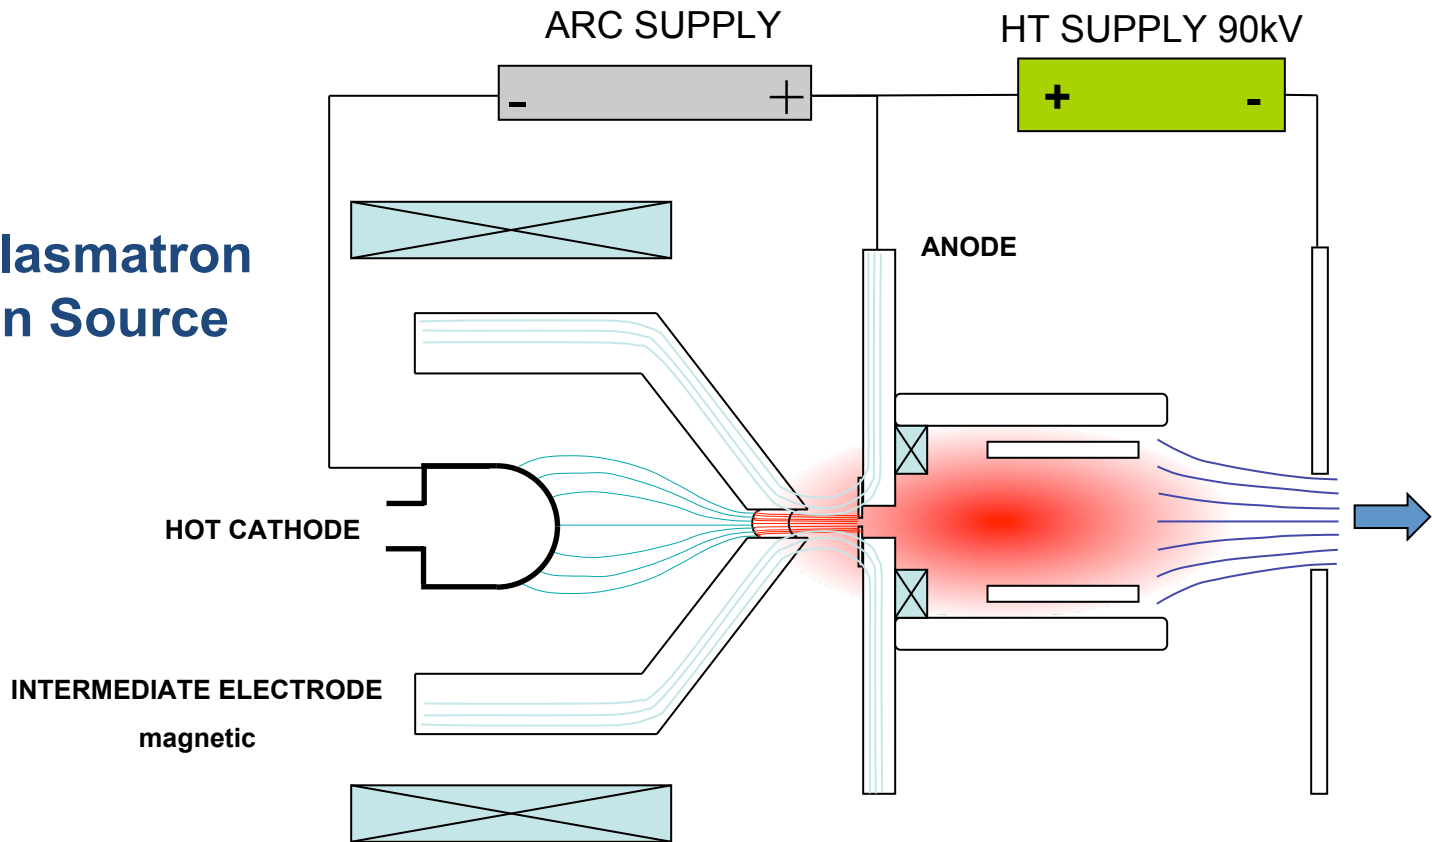 ARC SUPPLY
HT SUPPLY 90kV
- +
+ -
lasmatron
n Source
ANODE
HOT CATHODE
INTERMEDIATE ELECTRODE
magnetic